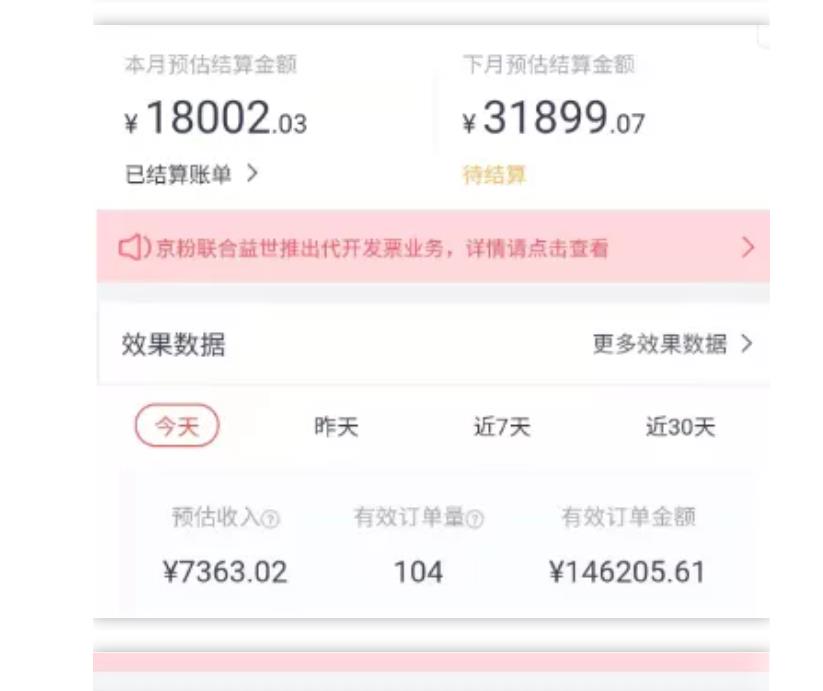 本月预估结算金额 下月预估结算金额
¥18002.03 ¥31899.07
已结算账单 > 待结算
京粉联合益世推出代开发票业务，详情请点击查看 >
效果数据 更多效果数据 >
今天 昨天 近7天 近30天
预估收入? 有效订单量? 有效订单金额
¥7363.02 104 ¥146205.61